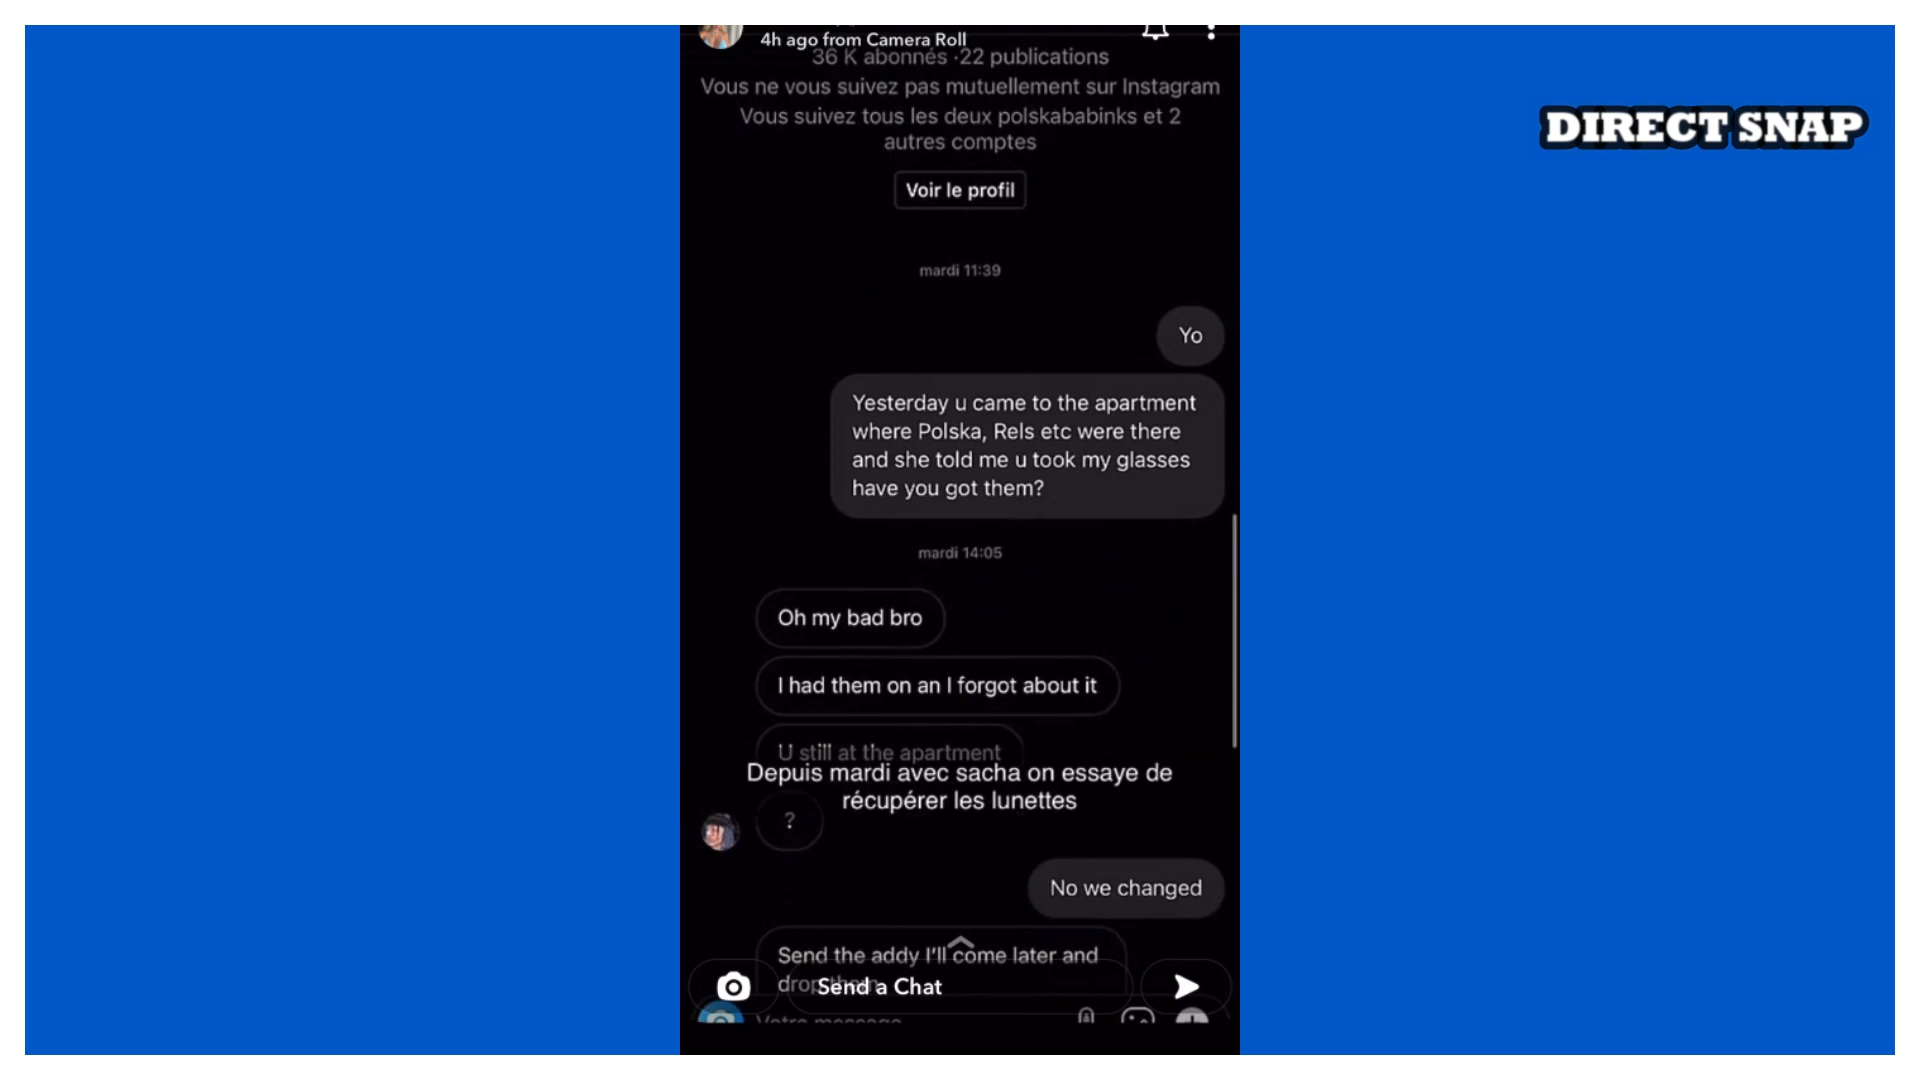 4h ago from Camera Roll
36 K abonnés ·22 publications
Vous ne vous suivez pas mutuellement sur Instagram
Vous suivez tous les deux polskababinks et 2
autres comptes
Voir le profil
DIRECT SNAP
mardi 11:39
Yo
Yesterday u came to the apartment
where Polska, Rels etc were there
and she told me u took my glasses
have you got them?
mardi 14:05
Oh my bad bro
I had them on an I forgot about it
U still at the apartment
Depuis mardi avec sacha on essaye de
récupérer les lunettes
?
No we changed
Send the addy I'll come later and
drop them
Send a Chat
Votre message